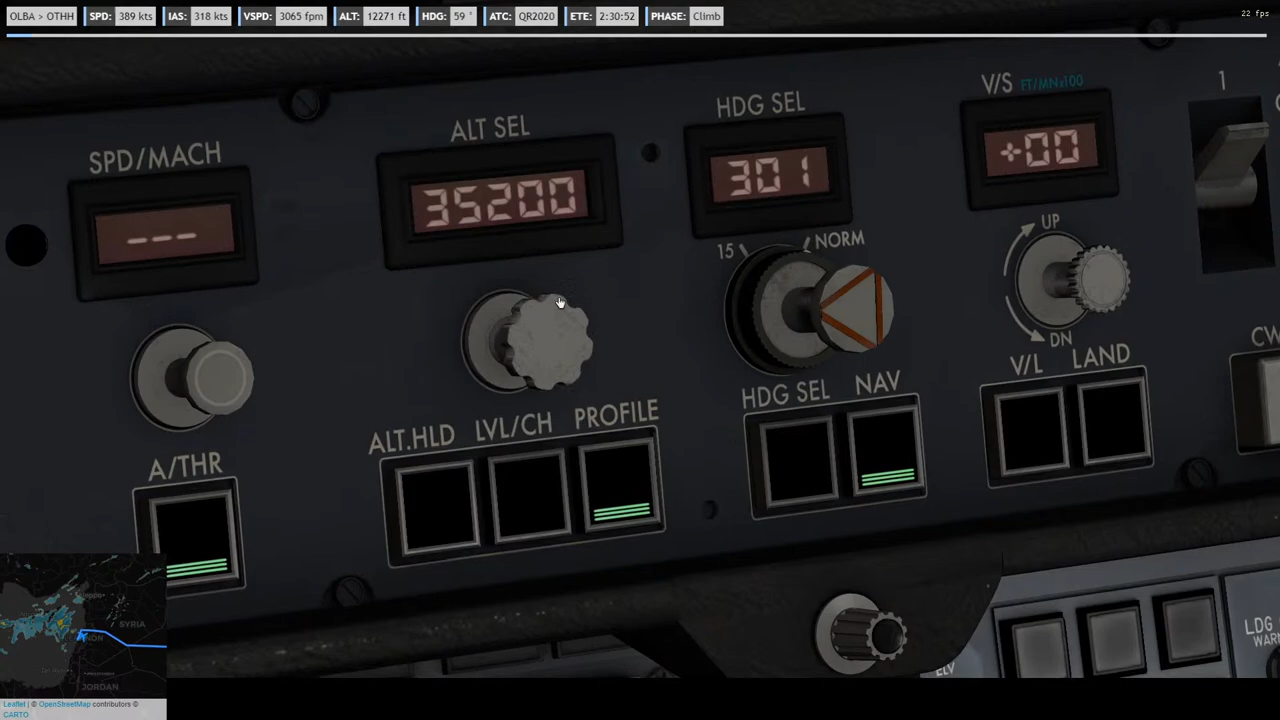 OLBA > OTHH SPD: 389 kts IAS: 318 kts VSPD: 3065 fpm ALT: 12271 ft HDG: 59 ° ATC: QR2020 ETE: 2:30:52 PHASE: Climb
22 fps
SPD/MACH
---
A/THR
ALT SEL
35200
ALT.HLD LVL/CH PROFILE
HDG SEL
301
15 NORM
HDG SEL NAV
V/S FT/MNx100
+00
UP
DN
V/L LAND
1
CW
LDG
SYRIA
JORDAN
Leaflet | © OpenStreetMap contributors ©
CARTO